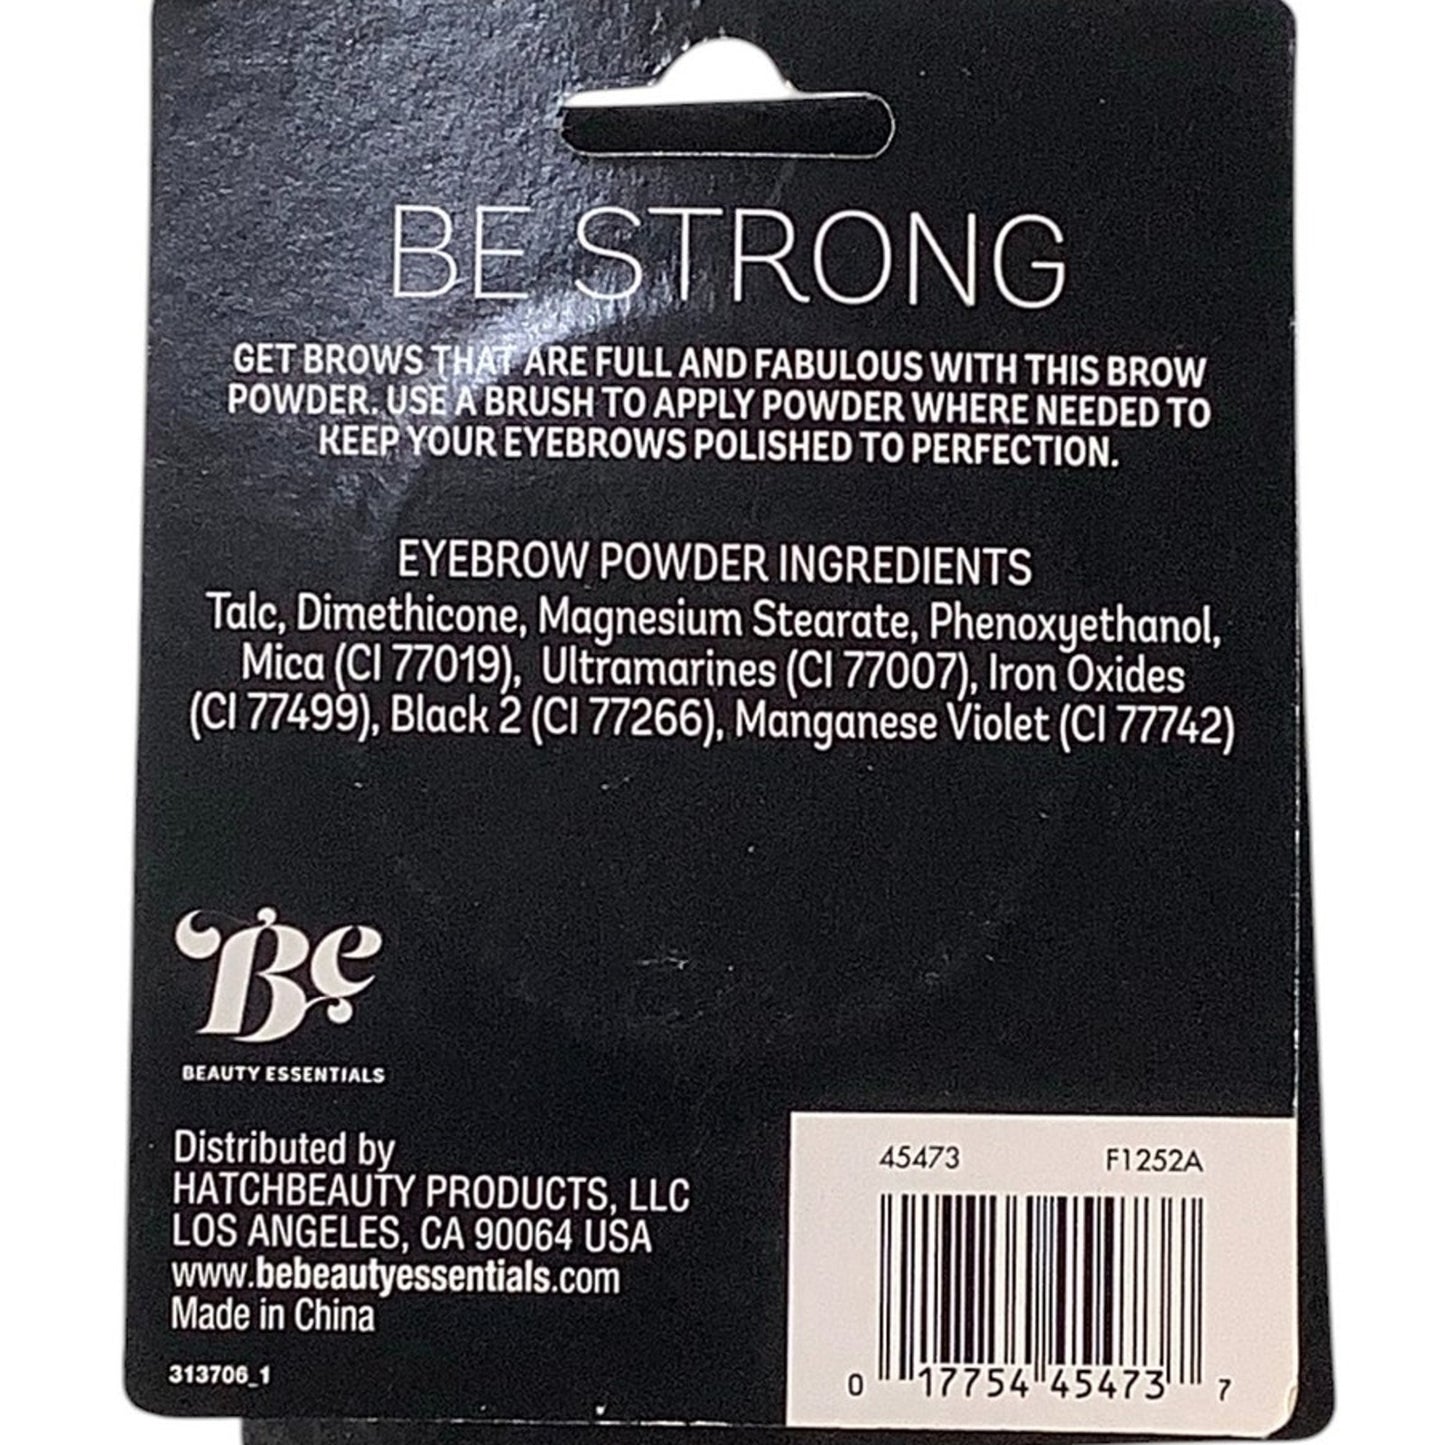 BE STRONG
GET BROWS THAT ARE FULL AND FABULOUS WITH THIS BROW
POWDER. USE A BRUSH TO APPLY POWDER WHERE NEEDED TO
KEEP YOUR EYEBROWS POLISHED TO PERFECTION.
EYEBROW POWDER INGREDIENTS
Talc, Dimethicone, Magnesium Stearate, Phenoxyethanol,
Mica (CI 77019), Ultramarines (CI 77007), Iron Oxides
(CI 77499), Black 2 (CI 77266), Manganese Violet (CI 77742)
Be
BEAUTY ESSENTIALS
Distributed by
HATCHBEAUTY PRODUCTS, LLC
LOS ANGELES, CA 90064 USA
www.bebeautyessentials.com
Made in China
313706_1
45473 F1252A
0 17754 45473 7